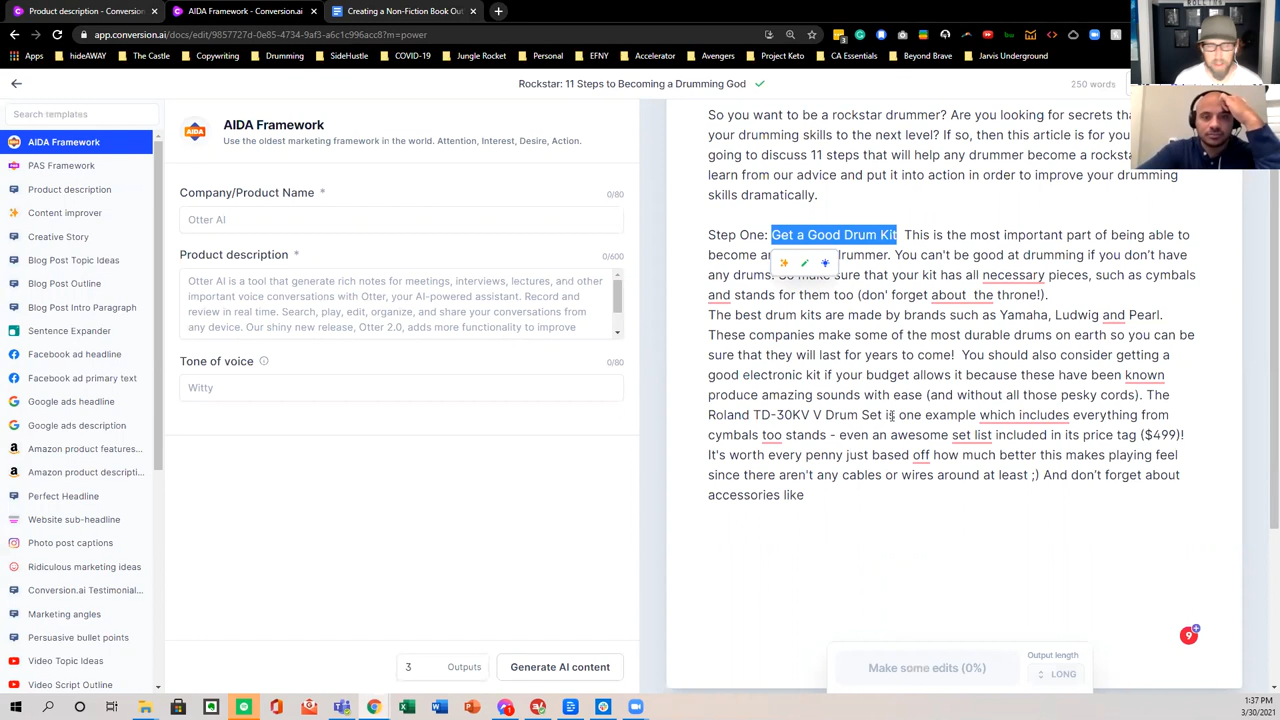 Product description - Conversion.ai
AIDA Framework - Conversion.ai
Creating a Non-Fiction Book Out
app.conversion.ai/docs/edit/9857727d-0e85-4734-9af3-a6c1c996acc8?m=power
Apps
hideAWAY
The Castle
Copywriting
Drumming
SideHustle
COVID-19
Jungle Rocket
Personal
EFNY
Accelerator
Avengers
Project Keto
CA Essentials
Beyond Brave
Jarvis Underground
Rockstar: 11 Steps to Becoming a Drumming God
250 words
Search templates
AIDA Framework
PAS Framework
Product description
Content improver
Creative Story
Blog Post Topic Ideas
Blog Post Outline
Blog Post Intro Paragraph
Sentence Expander
Facebook ad headline
Facebook ad primary text
Google ads headline
Google ads description
Amazon product features...
Amazon product descripti...
Perfect Headline
Website sub-headline
Photo post captions
Ridiculous marketing ideas
Conversion.ai Testimonial...
Marketing angles
Persuasive bullet points
Video Topic Ideas
Video Script Outline
AIDA
AIDA Framework
Use the oldest marketing framework in the world. Attention, Interest, Desire, Action.
Company/Product Name *
0/80
Otter AI
Product description *
0/600
Otter AI is a tool that generate rich notes for meetings, interviews, lectures, and other
important voice conversations with Otter, your AI-powered assistant. Record and
review in real time. Search, play, edit, organize, and share your conversations from
any device. Our shiny new release, Otter 2.0, adds more functionality to improve
Tone of voice
0/80
Witty
3 Outputs
Generate AI content
So you want to be a rockstar drummer? Are you looking for secrets tha
your drumming skills to the next level? If so, then this article is for you
going to discuss 11 steps that will help any drummer become a rocksta
learn from our advice and put it into action in order to improve your drumming
skills dramatically.
Step One: Get a Good Drum Kit This is the most important part of being able to
become an drummer. You can't be good at drumming if you don't have
any drums. So make sure that your kit has all necessary pieces, such as cymbals
and stands for them too (don' forget about the throne!).
The best drum kits are made by brands such as Yamaha, Ludwig and Pearl.
These companies make some of the most durable drums on earth so you can be
sure that they will last for years to come! You should also consider getting a
good electronic kit if your budget allows it because these have been known
produce amazing sounds with ease (and without all those pesky cords). The
Roland TD-30KV V Drum Set is one example which includes everything from
cymbals too stands - even an awesome set list included in its price tag ($499)!
It's worth every penny just based off how much better this makes playing feel
since there aren't any cables or wires around at least ;) And don't forget about
accessories like
9
Make some edits (0%)
Output length
LONG
1:37 PM
3/30/2021